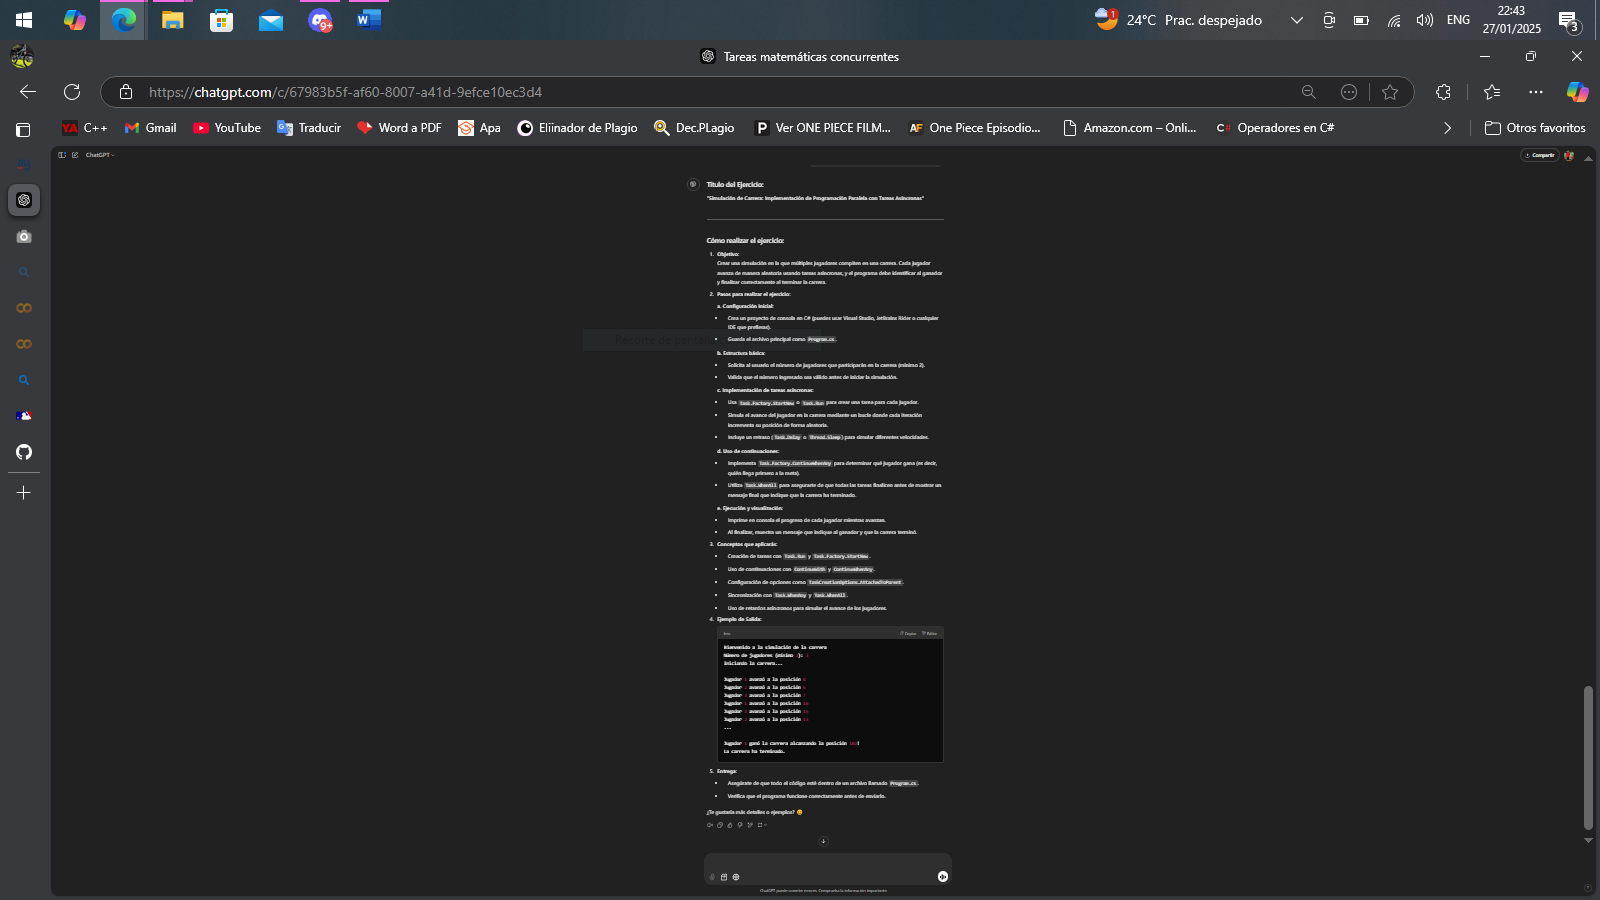 24°C Prac. despejado
ENG
22:43
27/01/2025
3
1
9+
Tareas matemáticas concurrentes
https://chatgpt.com/c/67983b5f-af60-8007-a41d-9efce10ec3d4
C++
Gmail
YouTube
Traducir
Word a PDF
Apa
Eliinador de Plagio
Dec.PLagio
Ver ONE PIECE FILM...
One Piece Episodio...
Amazon.com – Onli...
Operadores en C#
Otros favoritos
ChatGPT
Compartir
Título del Ejercicio:
"Simulación de Carrera: Implementación de Programación Paralela con Tareas Asíncronas"
Cómo realizar el ejercicio:
1. Objetivo:
Crear una simulación en la que múltiples jugadores compiten en una carrera. Cada jugador
avanza de manera aleatoria usando tareas asíncronas, y el programa debe identificar al ganador
y finalizar correctamente al terminar la carrera.
2. Pasos para realizar el ejercicio:
a. Configuración inicial:
• Crea un proyecto de consola en C# (puedes usar Visual Studio, JetBrains Rider o cualquier
IDE que prefieras).
Recorte de pantalla
• Guarda el archivo principal como Program.cs.
b. Estructura básica:
• Solicita al usuario el número de jugadores que participarán en la carrera (mínimo 2).
• Valida que el número ingresado sea válido antes de iniciar la simulación.
c. Implementación de tareas asíncronas:
• Usa Task.Factory.StartNew o Task.Run para crear una tarea para cada jugador.
• Simula el avance del jugador en la carrera mediante un bucle donde cada iteración
incremente su posición de forma aleatoria.
• Incluye un retraso (Task.Delay o Thread.Sleep) para simular diferentes velocidades.
d. Uso de continuaciones:
• Implementa Task.Factory.ContinueWhenAny para determinar qué jugador gana (es decir,
quién llega primero a la meta).
• Utiliza Task.WhenAll para asegurarte de que todas las tareas finalicen antes de mostrar un
mensaje final que indique que la carrera ha terminado.
e. Ejecución y visualización:
• Imprime en consola el progreso de cada jugador mientras avanzan.
• Al finalizar, muestra un mensaje que indique el ganador y que la carrera terminó.
3. Conceptos que aplicarás:
• Creación de tareas con Task.Run y Task.Factory.StartNew.
• Uso de continuaciones con ContinueWith y ContinueWhenAny.
• Configuración de opciones como TaskCreationOptions.AttachedToParent.
• Sincronización con Task.WhenAny y Task.WhenAll.
• Uso de retardos asíncronos para simular el avance de los jugadores.
4. Ejemplo de Salida:
Copiar Editar
Bienvenido a la simulación de la carrera
Número de jugadores (mínimo ):
Iniciando la carrera...
Jugador avanzó a la posición
Jugador avanzó a la posición
Jugador avanzó a la posición
Jugador avanzó a la posición
Jugador avanzó a la posición
Jugador avanzó a la posición
...
Jugador ganó la carrera alcanzando la posición !
La carrera ha terminado.
5. Entrega:
• Asegúrate de que todo el código esté dentro de un archivo llamado Program.cs.
• Verifica que el programa funcione correctamente antes de enviarlo.
¿Te gustaría más detalles o ejemplos?
ChatGPT puede cometer errores. Comprueba la información importante.